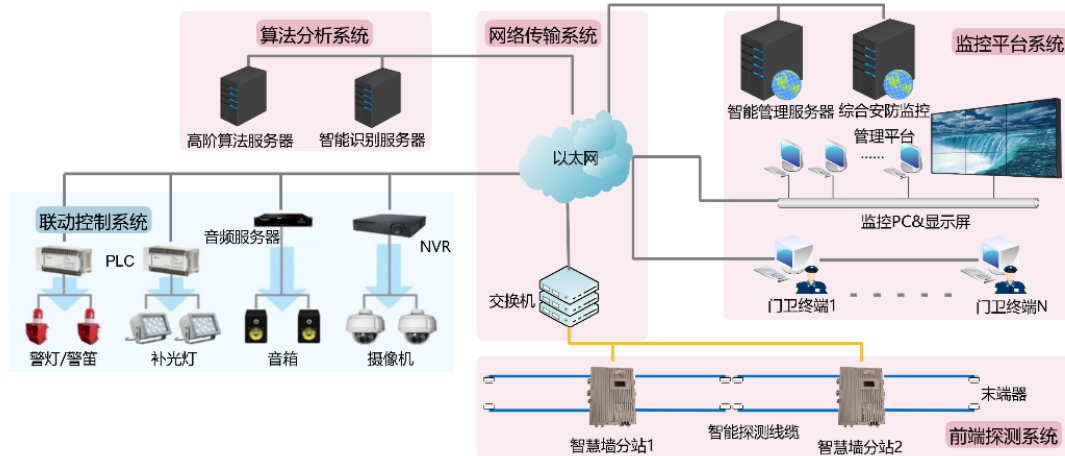 算法分析系统
高阶算法服务器
智能识别服务器
网络传输系统
以太网
交换机
监控平台系统
智能管理服务器
综合安防监控
管理平台
......
监控PC&显示屏
门卫终端1
门卫终端N
联动控制系统
PLC
音频服务器
NVR
警灯/警笛
补光灯
音箱
摄像机
智慧墙分站1
智能探测线缆
智慧墙分站2
末端器
前端探测系统